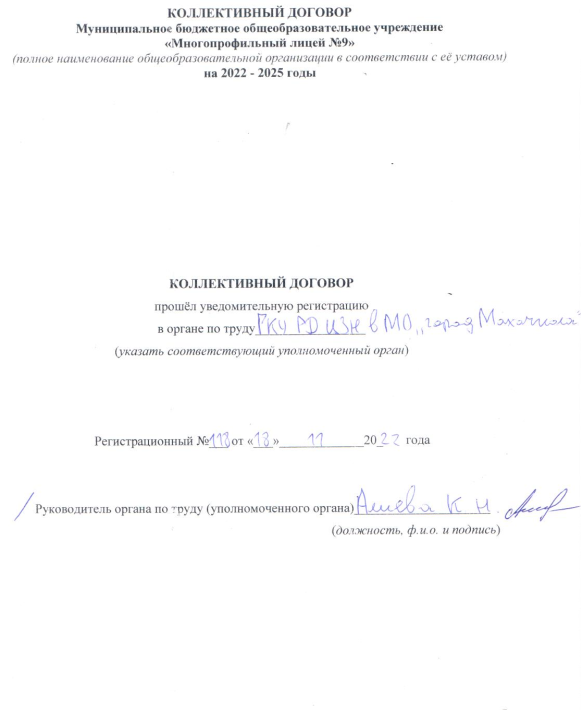 КОЛЛЕКТИВНЫЙ ДОГОВОР
Муниципальное бюджетное общеобразовательное учреждение
«Многопрофильный лицей №9»
(полное наименование общеобразовательной организации в соответствии с её уставом)
на 2022 - 2025 годы
КОЛЛЕКТИВНЫЙ ДОГОВОР
прошёл уведомительную регистрацию
в органе по труду ГКУ РД ЦЗН в МО „город Махачкала"
(указать соответствующий уполномоченный орган)
Регистрационный №118 от «18» 11 2022 года
Руководитель органа по труду (уполномоченного органа) К Н
(должность, ф.и.о. и подпись)